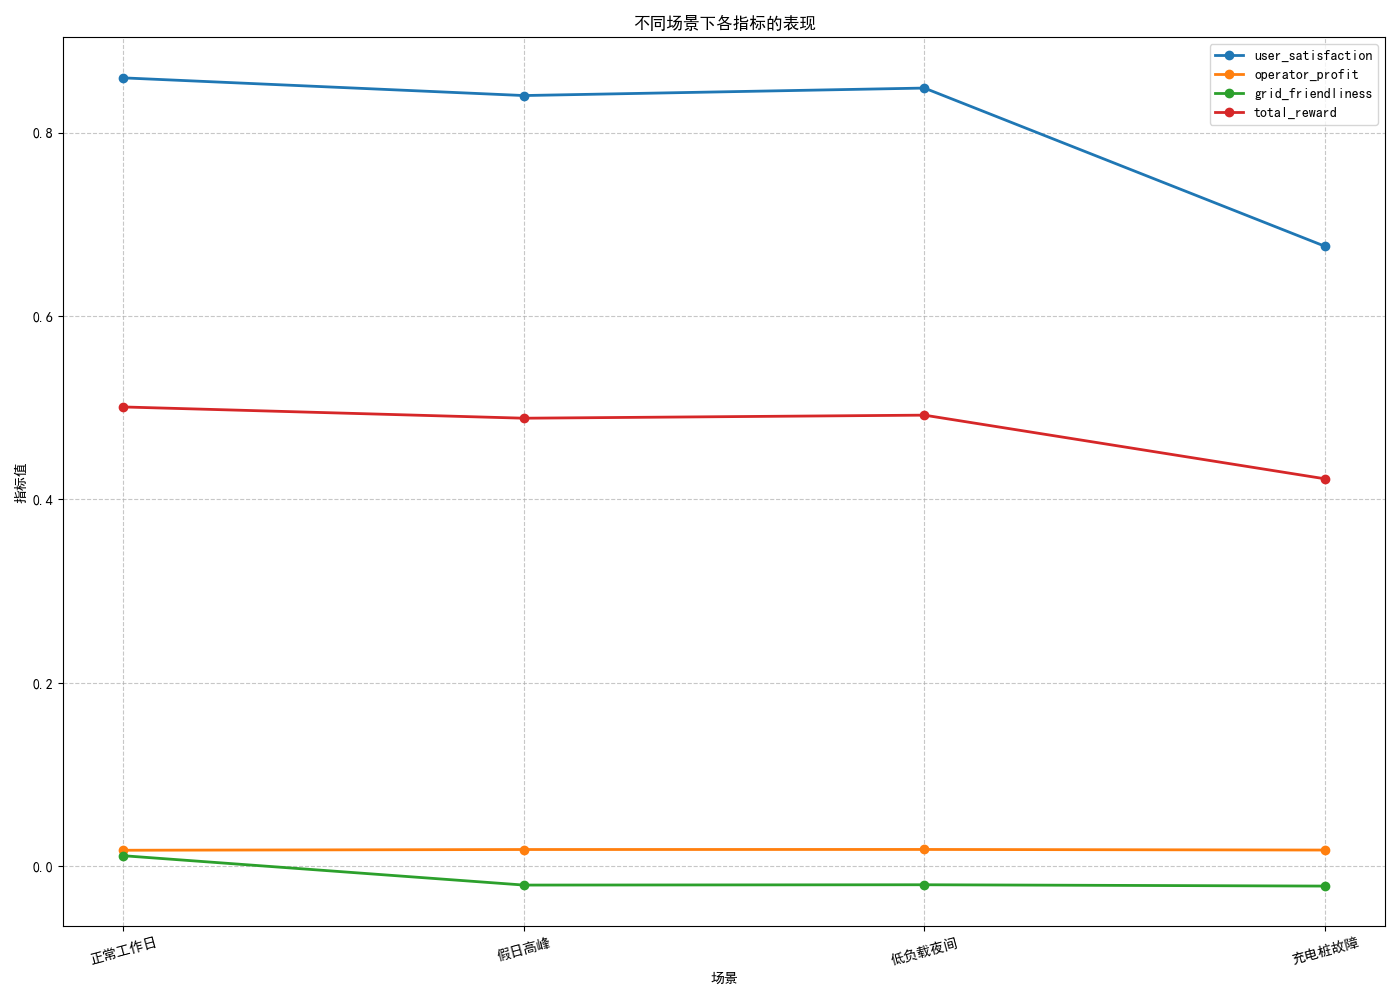 不同场景下各指标的表现
user_satisfaction
operator_profit
grid_friendliness
total_reward
0.8
0.6
0.4
0.2
0.0
指标值
正常工作日
假日高峰
低负载夜间
充电桩故障
场景